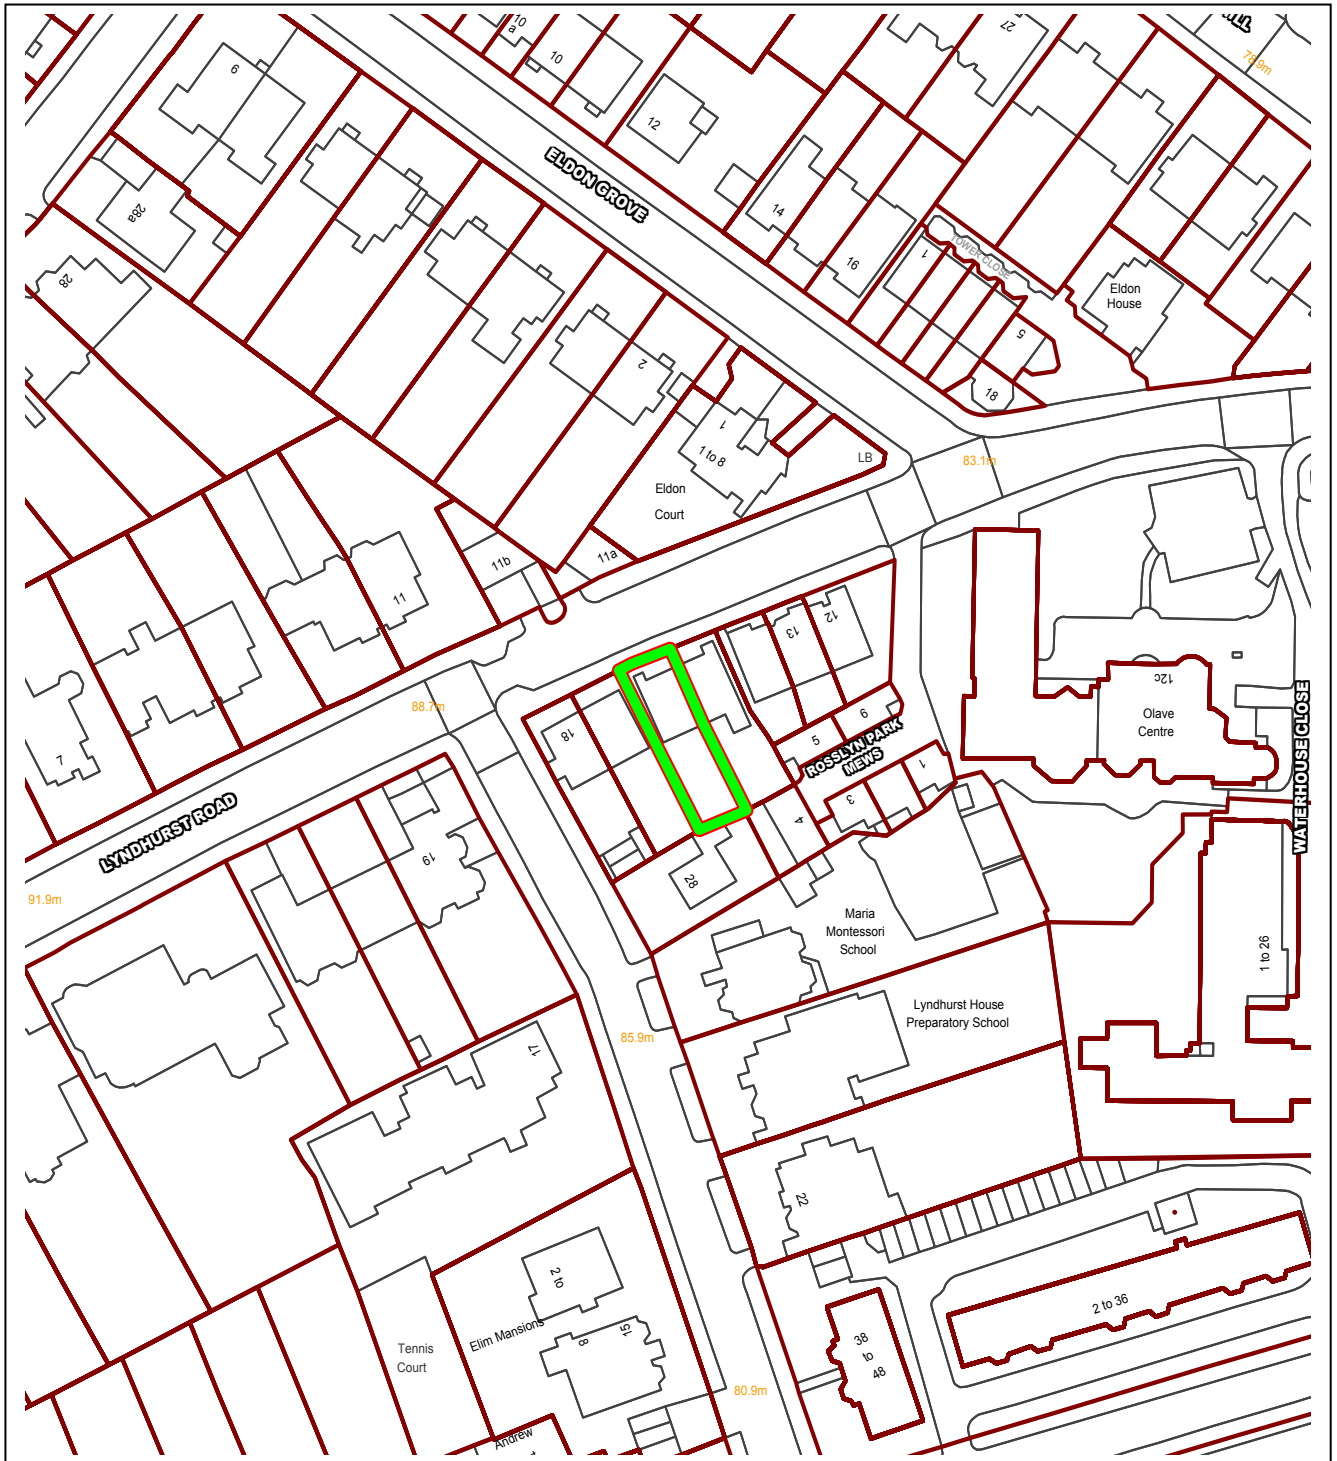 10
a
10
27
78.9m
9
12
ELDON GROVE
28a
14
TOWER CLOSE
1
16
28
Eldon
House
5
2
18
1
1 to 8
LB
83.1m
Eldon
Court
11b
11a
11
12
13
12c
88.7m
18
6
Olave
Centre
5
ROSSLYN PARK
MEWS
WATERHOUSE CLOSE
7
1
3
4
LYNDHURST ROAD
19
28
91.9m
Maria
Montessori
School
1 to 26
Lyndhurst House
Preparatory School
85.9m
17
22
2 to
2 to 36
Elim Mansions
15
8
Tennis
Court
38
to
48
80.9m
Andrew